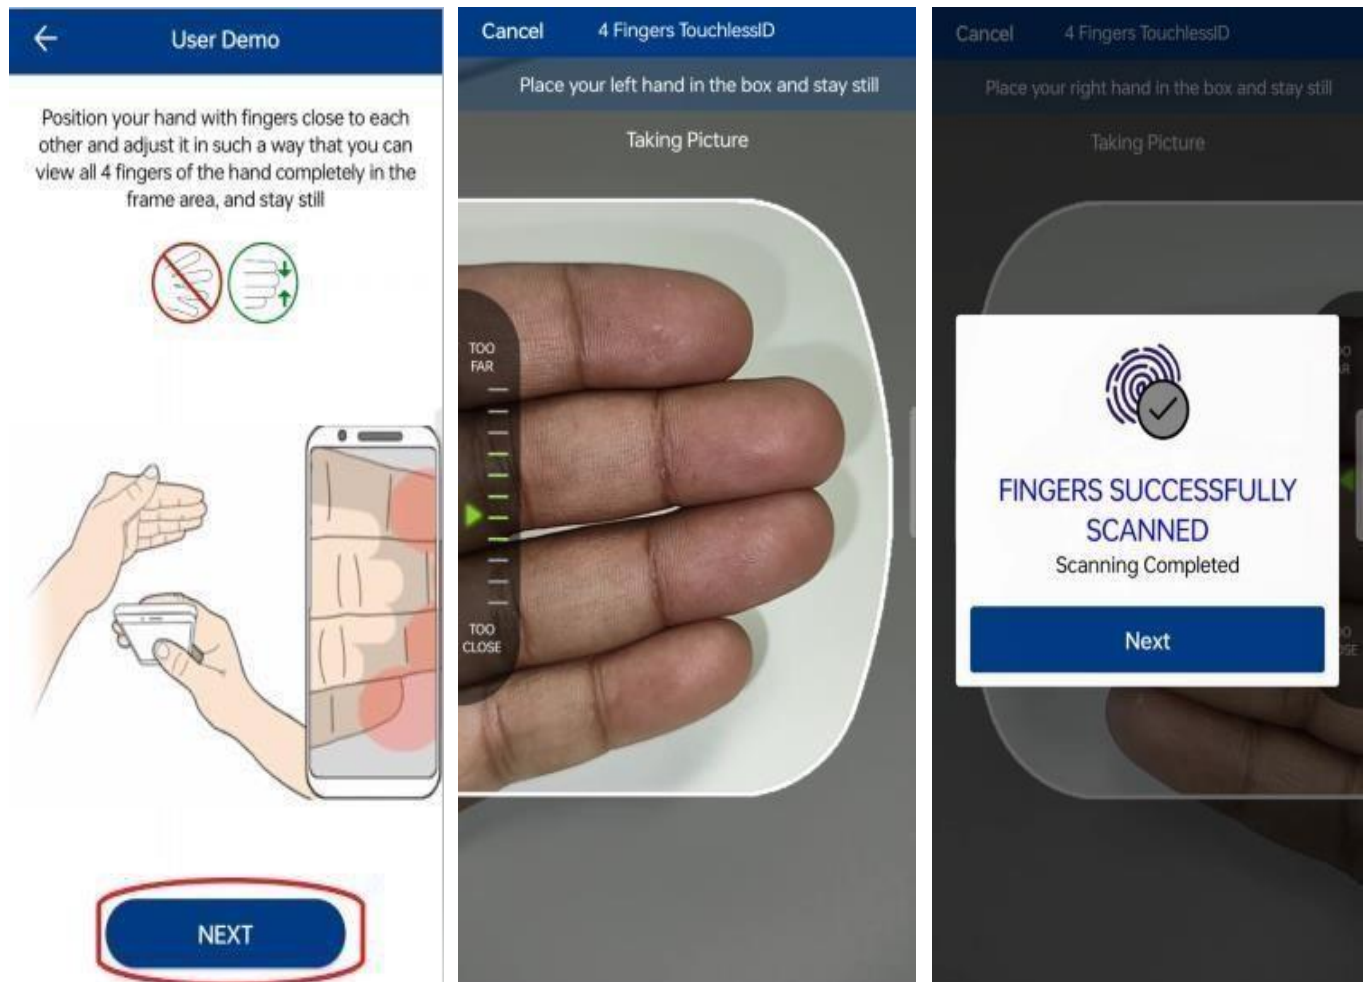 User Demo
Position your hand with fingers close to each
other and adjust it in such a way that you can
view all 4 fingers of the hand completely in the
frame area, and stay still
NEXT
Cancel 4 Fingers TouchlessID
Place your left hand in the box and stay still
Taking Picture
TOO
FAR
TOO
CLOSE
Cancel 4 Fingers TouchlessID
Place your right hand in the box and stay still
Taking Picture
FINGERS SUCCESSFULLY
SCANNED
Scanning Completed
Next